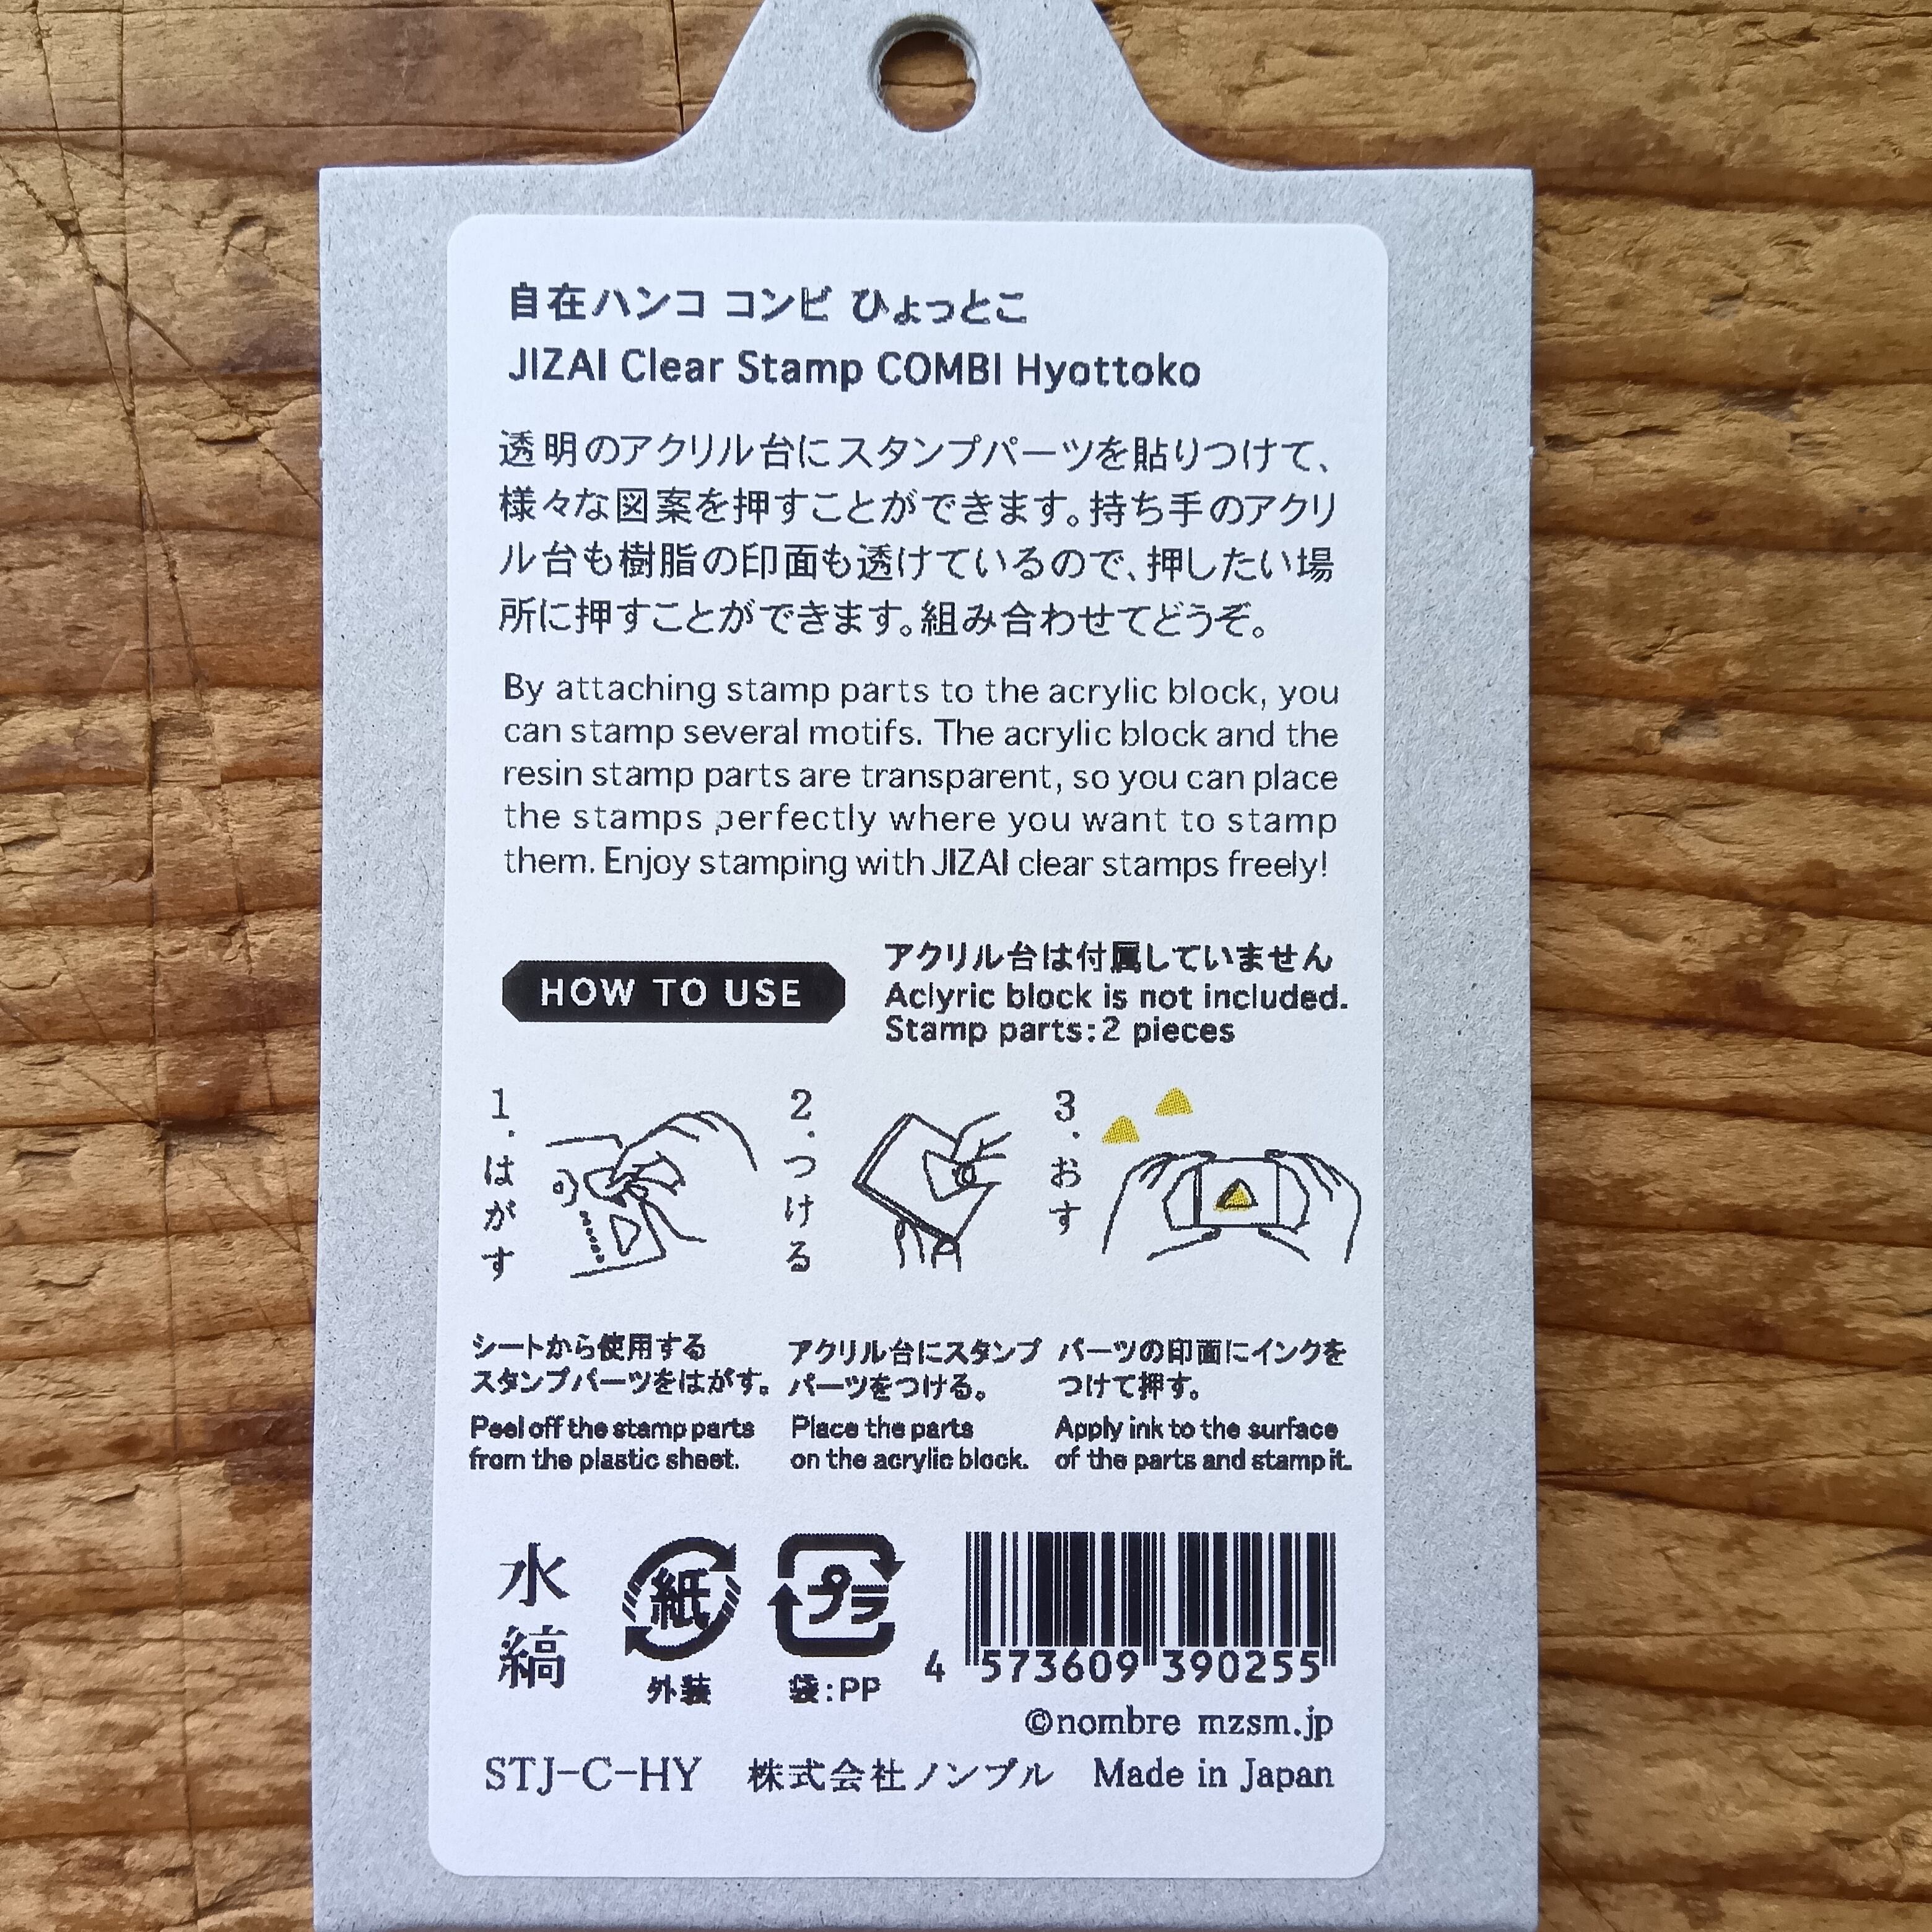 自在ハンコ コンビ ひょっとこ
JIZAI Clear Stamp COMBI Hyottoko
透明のアクリル台にスタンプパーツを貼りつけて、
様々な図案を押すことができます。持ち手のアクリ
ル台も樹脂の印面も透けているので、押したい場
所に押すことができます。組み合わせてどうぞ。
By attaching stamp parts to the acrylic block, you
can stamp several motifs. The acrylic block and the
resin stamp parts are transparent, so you can place
the stamps perfectly where you want to stamp
them. Enjoy stamping with JIZAI clear stamps freely!
HOW TO USE
アクリル台は付属していません
Aclyric block is not included.
Stamp parts:2 pieces
1.はがす
2.つける
3.おす
シートから使用する
スタンプパーツをはがす。
Peel off the stamp parts
from the plastic sheet.
アクリル台にスタンプ
パーツをつける。
Place the parts
on the acrylic block.
パーツの印面にインクを
つけて押す。
Apply ink to the surface
of the parts and stamp it.
水縞
紙
外装
プラ
袋:PP
4 573609 390255
©nombre mzsm.jp
STJ-C-HY 株式会社ノンブル Made in Japan